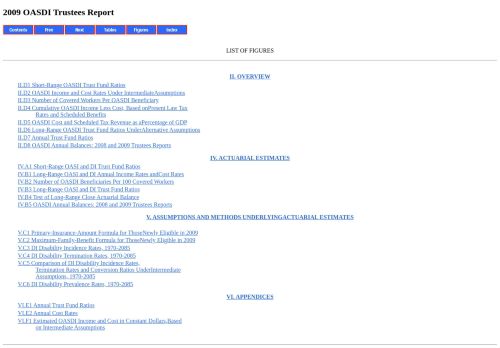 2009 OASDI Trustees Report
Contents Prev Next Tables Figures Index
LIST OF FIGURES
II. OVERVIEW
II.D1 Short-Range OASDI Trust Fund Ratios
II.D2 OASDI Income and Cost Rates Under IntermediateAssumptions
II.D3 Number of Covered Workers Per OASDI Beneficiary
II.D4 Cumulative OASDI Income Less Cost, Based onPresent Law Tax
Rates and Scheduled Benefits
II.D5 OASDI Cost and Scheduled Tax Revenue as aPercentage of GDP
II.D6 Long-Range OASDI Trust Fund Ratios UnderAlternative Assumptions
II.D7 Annual Trust Fund Ratios
II.D8 OASDI Annual Balances: 2008 and 2009 Trustees Reports
IV. ACTUARIAL ESTIMATES
IV.A1 Short-Range OASI and DI Trust Fund Ratios
IV.B1 Long-Range OASI and DI Annual Income Rates andCost Rates
IV.B2 Number of OASDI Beneficiaries Per 100 Covered Workers
IV.B3 Long-Range OASI and DI Trust Fund Ratios
IV.B4 Test of Long-Range Close Actuarial Balance
IV.B5 OASDI Annual Balances: 2008 and 2009 Trustees Reports
V. ASSUMPTIONS AND METHODS UNDERLYINGACTUARIAL ESTIMATES
V.C1 Primary-Insurance-Amount Formula for ThoseNewly Eligible in 2009
V.C2 Maximum-Family-Benefit Formula for ThoseNewly Eligible in 2009
V.C3 DI Disability Incidence Rates, 1970-2085
V.C4 DI Disability Termination Rates, 1970-2085
V.C5 Comparison of DI Disability Incidence Rates,
Termination Rates and Conversion Ratios UnderIntermediate
Assumptions, 1970-2085
V.C6 DI Disability Prevalence Rates, 1970-2085
VI. APPENDICES
VI.E1 Annual Trust Fund Ratios
VI.E2 Annual Cost Rates
VI.F1 Estimated OASDI Income and Cost in Constant Dollars,Based
on Intermediate Assumptions